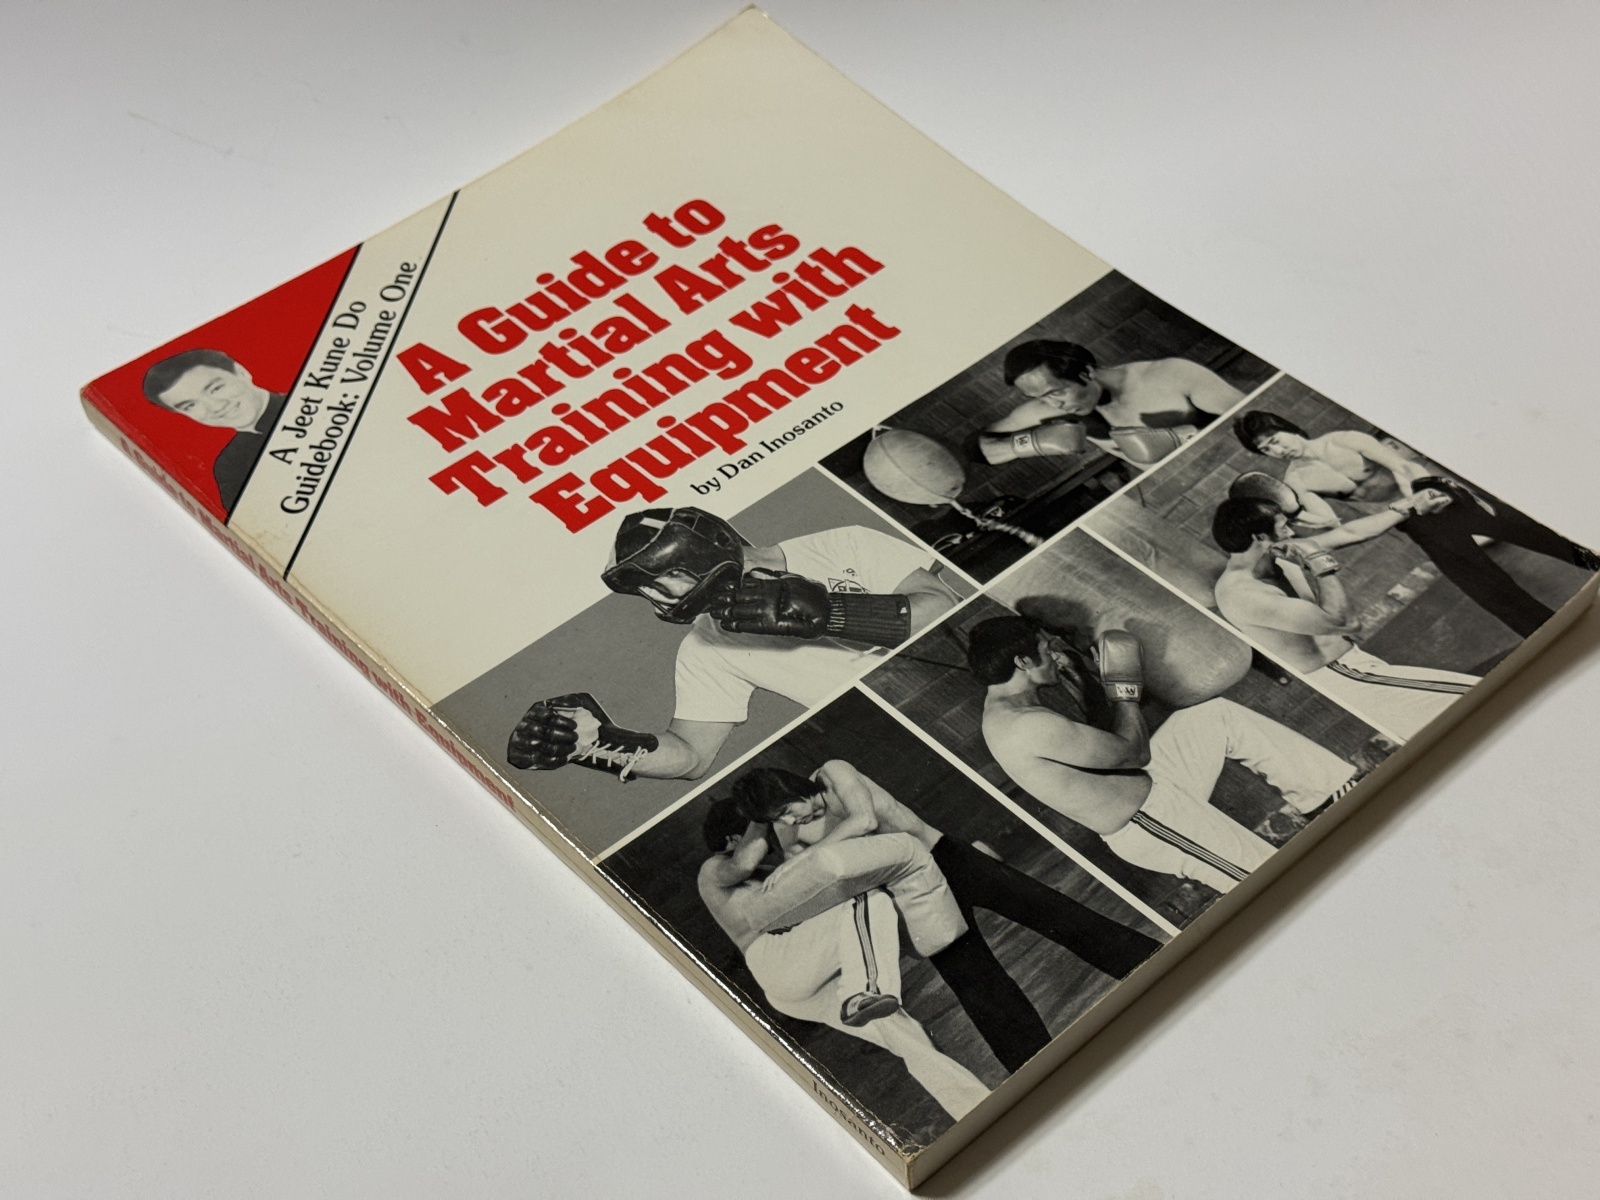 A Jeet Kune Do
Guidebook: Volume One
A Guide to
Martial Arts
Training with
Equipment
by Dan Inosanto
A Guide to Martial Arts Training with Equipment
Inosanto